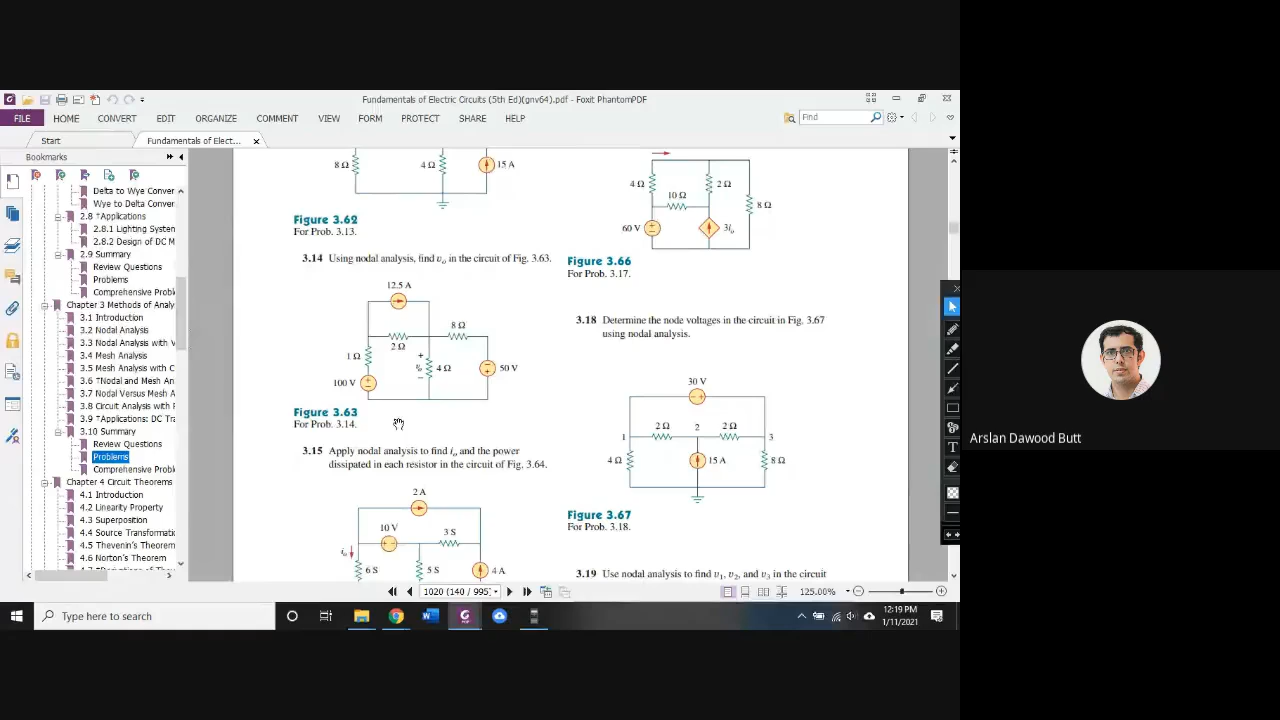 Fundamentals of Electric Circuits (5th Ed)(gnv64).pdf - Foxit PhantomPDF
FILE HOME CONVERT EDIT ORGANIZE COMMENT VIEW FORM PROTECT SHARE HELP
Find
Start
Fundamentals of Elect...
Bookmarks
Delta to Wye Conver
Wye to Delta Conver
2.8 †Applications
2.8.1 Lighting System
2.8.2 Design of DC M
2.9 Summary
Review Questions
Problems
Comprehensive Probl
Chapter 3 Methods of Analy
3.1 Introduction
3.2 Nodal Analysis
3.3 Nodal Analysis with V
3.4 Mesh Analysis
3.5 Mesh Analysis with C
3.6 †Nodal and Mesh An
3.7 Nodal Versus Mesh A
3.8 Circuit Analysis with P
3.9 †Applications: DC Tra
3.10 Summary
Review Questions
Problems
Comprehensive Probl
Chapter 4 Circuit Theorems
4.1 Introduction
4.2 Linearity Property
4.3 Superposition
4.4 Source Transformatio
4.5 Thevenin's Theorem
4.6 Norton's Theorem
8 Ω
4 Ω
15 A
Figure 3.62
For Prob. 3.13.
3.14 Using nodal analysis, find vo in the circuit of Fig. 3.63.
12.5 A
8 Ω
2 Ω
1 Ω
+
vo
4 Ω
–
50 V
100 V
Figure 3.63
For Prob. 3.14.
3.15 Apply nodal analysis to find io and the power
dissipated in each resistor in the circuit of Fig. 3.64.
2 A
10 V
3 S
io
6 S
5 S
4 A
4 Ω
2 Ω
10 Ω
8 Ω
60 V
3io
Figure 3.66
For Prob. 3.17.
3.18 Determine the node voltages in the circuit in Fig. 3.67
using nodal analysis.
30 V
– +
1
2 Ω
2
2 Ω
3
4 Ω
15 A
8 Ω
Figure 3.67
For Prob. 3.18.
3.19 Use nodal analysis to find v1, v2, and v3 in the circuit
1020 (140 / 995)
125.00%
Type here to search
12:19 PM
1/11/2021
Arslan Dawood Butt